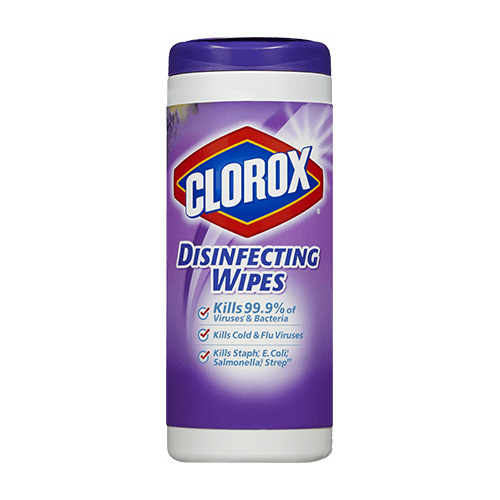 CLOROX
®
DISINFECTING
WIPES
Kills 99.9% of
Viruses & Bacteria
Kills Cold & Flu Viruses
Kills Staph, E. Coli,
Salmonella, Strep